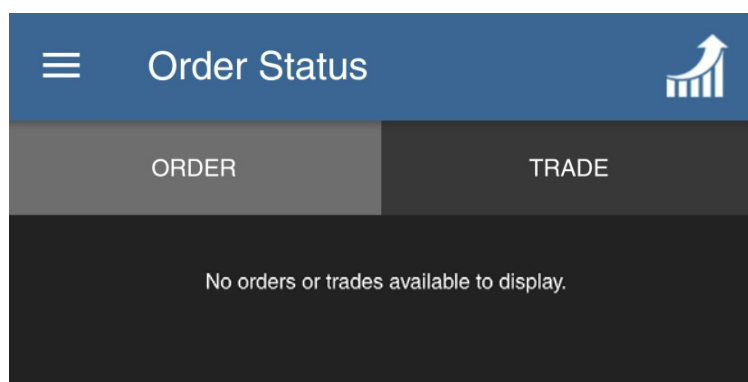 Order Status
ORDER
TRADE
No orders or trades available to display.